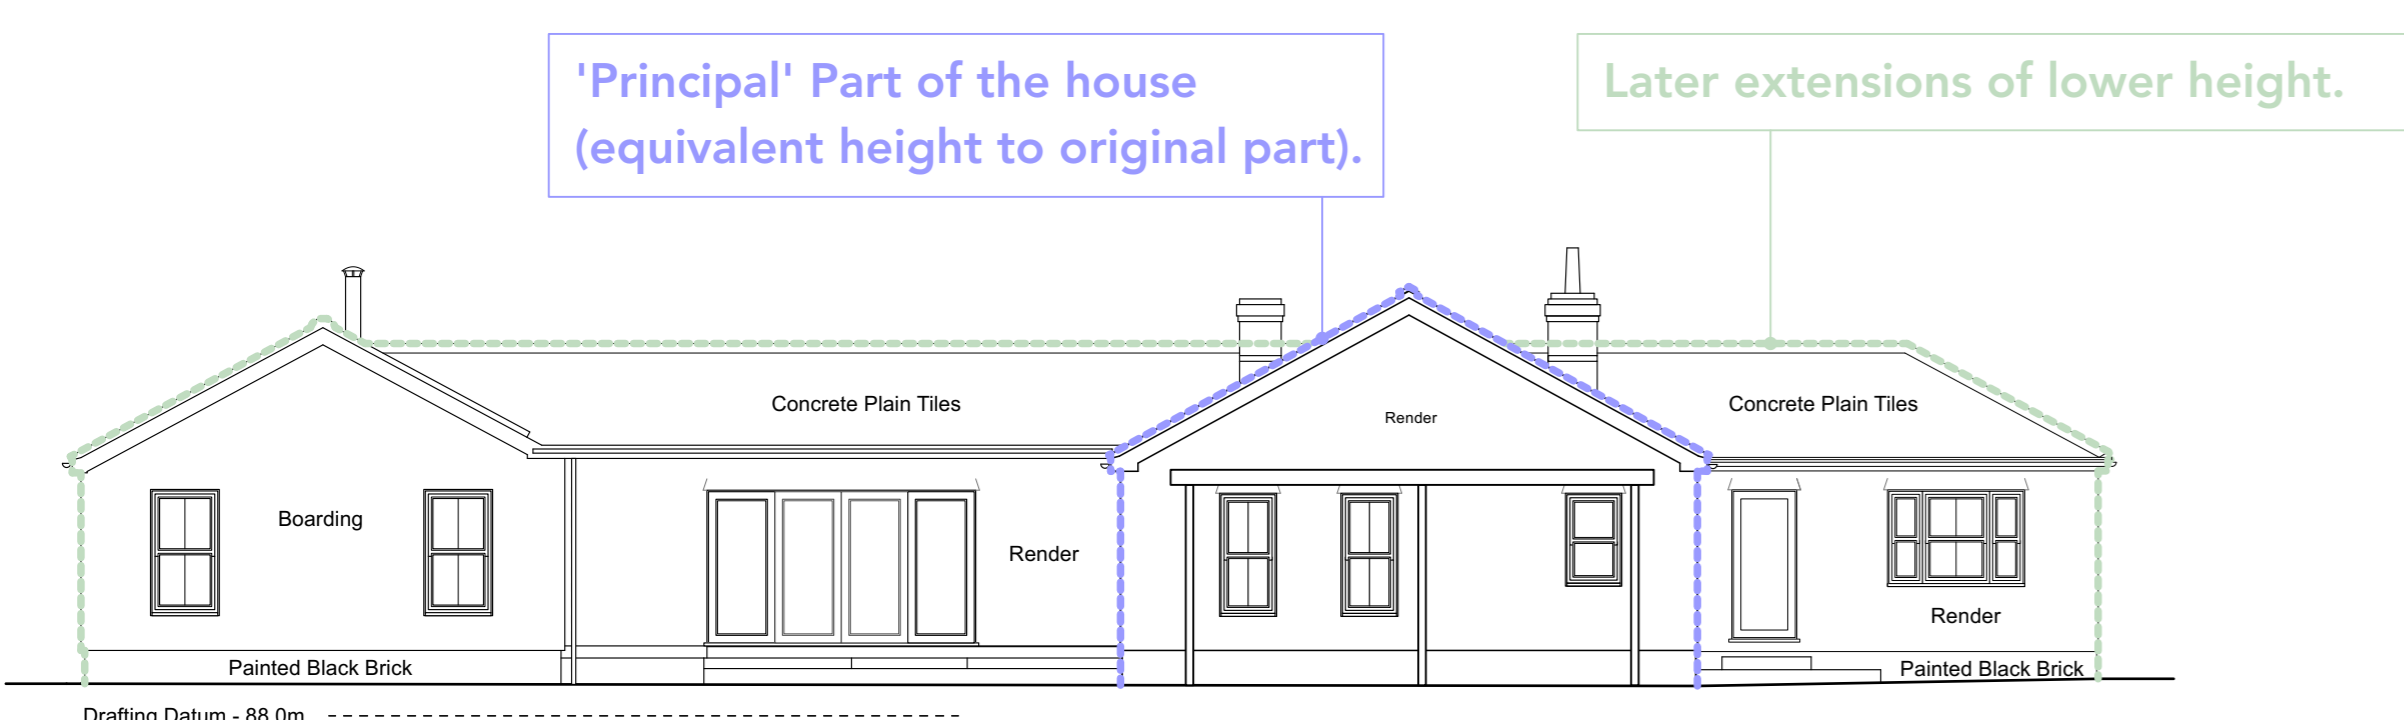 'Principal' Part of the house
(equivalent height to original part).
Later extensions of lower height.
Concrete Plain Tiles
Render
Concrete Plain Tiles
Boarding
Render
Render
Painted Black Brick
Painted Black Brick
Drafting Datum - 88.0m